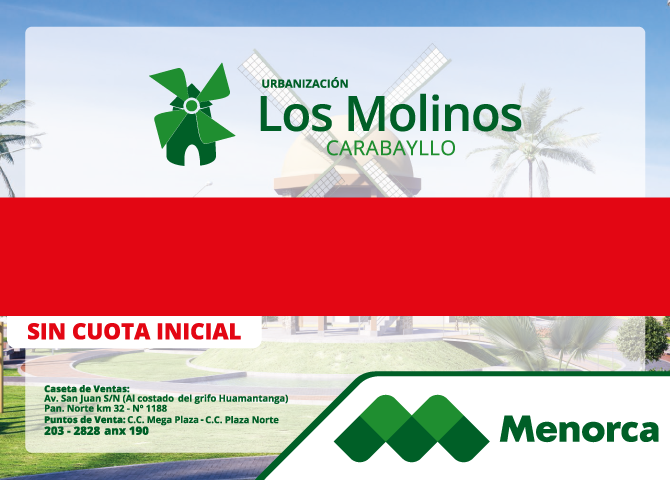 URBANIZACIÓN
Los Molinos
CARABAYLLO
SIN CUOTA INICIAL
Caseta de Ventas:
Av. San Juan S/N (Al costado del grifo Huamantanga)
Pan. Norte km 32 - Nº 1188
Puntos de Venta: C.C. Mega Plaza - C.C. Plaza Norte
203 - 2828 anx 190
Menorca